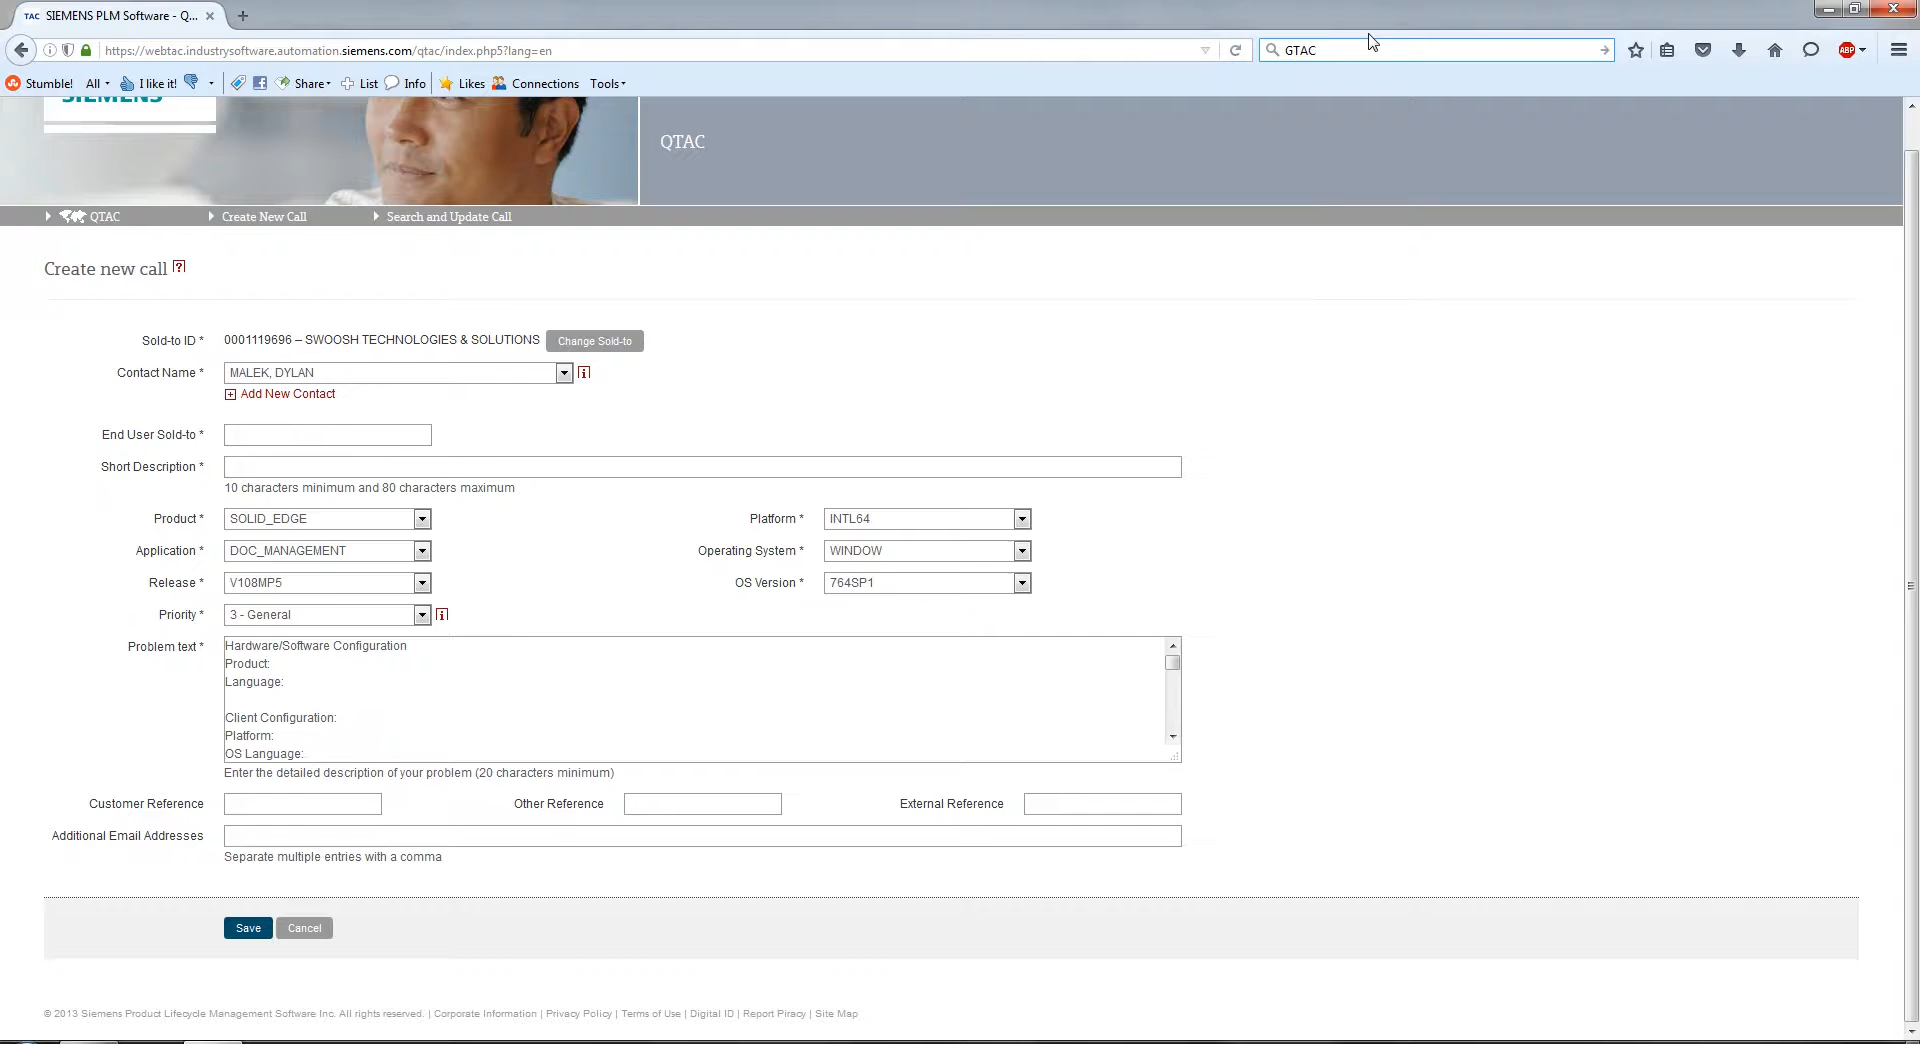 TAC SIEMENS PLM Software - Q...
https://webtac.industrysoftware.automation.siemens.com/qtac/index.php5?lang=en
GTAC
ABP
Stumble! All I like it! Share List Info Likes Connections Tools
SIEMENS
QTAC
QTAC Create New Call Search and Update Call
Create new call ?
Sold-to ID * 0001119696 – SWOOSH TECHNOLOGIES & SOLUTIONS Change Sold-to
Contact Name * MALEK, DYLAN i
Add New Contact
End User Sold-to *
Short Description *
10 characters minimum and 80 characters maximum
Product * SOLID_EDGE Platform * INTL64
Application * DOC_MANAGEMENT Operating System * WINDOW
Release * V108MP5 OS Version * 764SP1
Priority * 3 - General i
Problem text * Hardware/Software Configuration
Product:
Language:
Client Configuration:
Platform:
OS Language:
Enter the detailed description of your problem (20 characters minimum)
Customer Reference Other Reference External Reference
Additional Email Addresses
Separate multiple entries with a comma
Save Cancel
© 2013 Siemens Product Lifecycle Management Software Inc. All rights reserved. | Corporate Information | Privacy Policy | Terms of Use | Digital ID | Report Piracy | Site Map